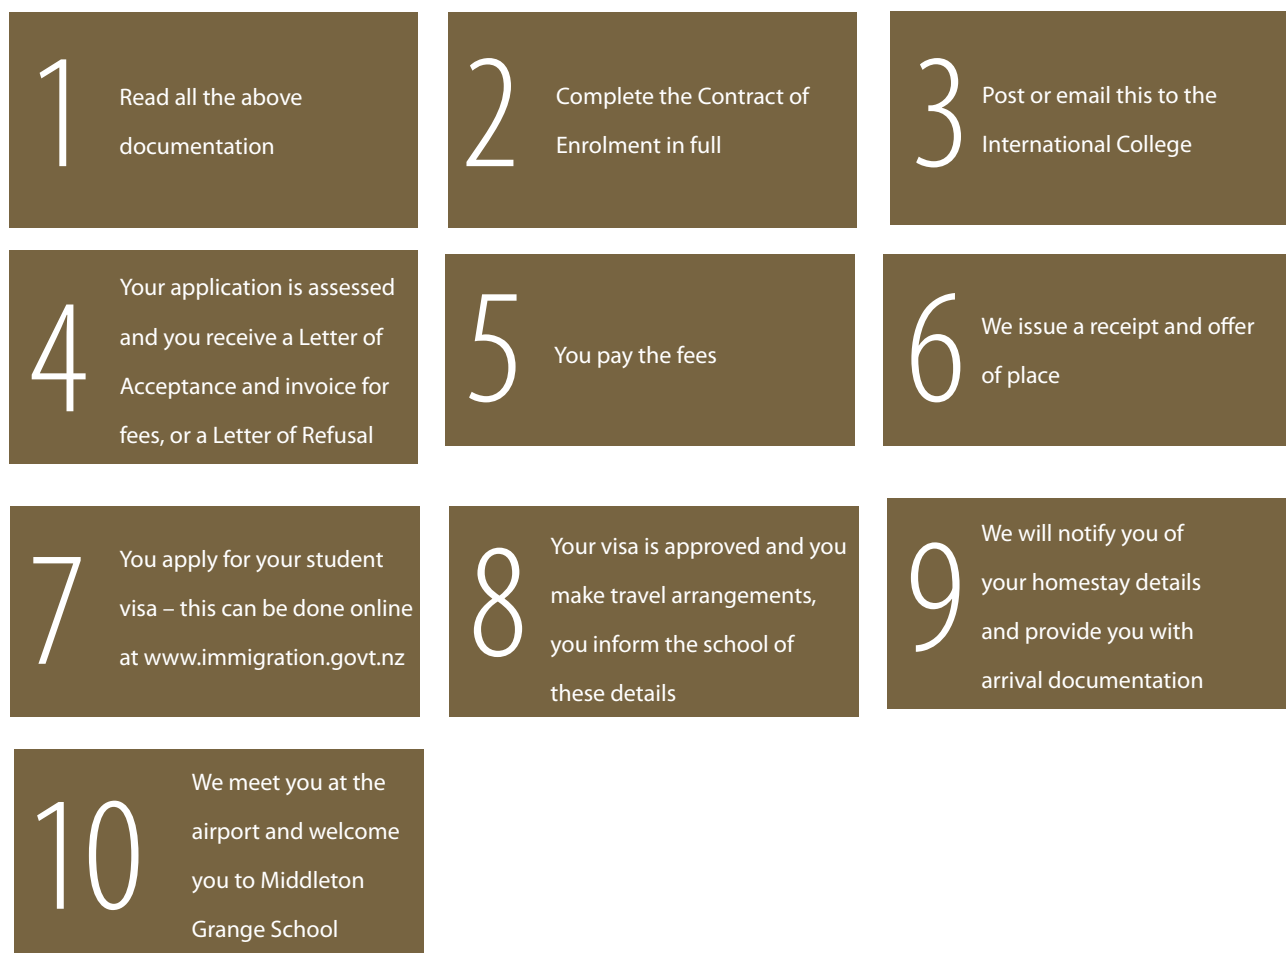 1
Read all the above
documentation
2
Complete the Contract of
Enrolment in full
3
Post or email this to the
International College
4
Your application is assessed
and you receive a Letter of
Acceptance and invoice for
fees, or a Letter of Refusal
5
You pay the fees
6
We issue a receipt and offer
of place
7
You apply for your student
visa – this can be done online
at www.immigration.govt.nz
8
Your visa is approved and you
make travel arrangements,
you inform the school of
these details
9
We will notify you of
your homestay details
and provide you with
arrival documentation
10
We meet you at the
airport and welcome
you to Middleton
Grange School